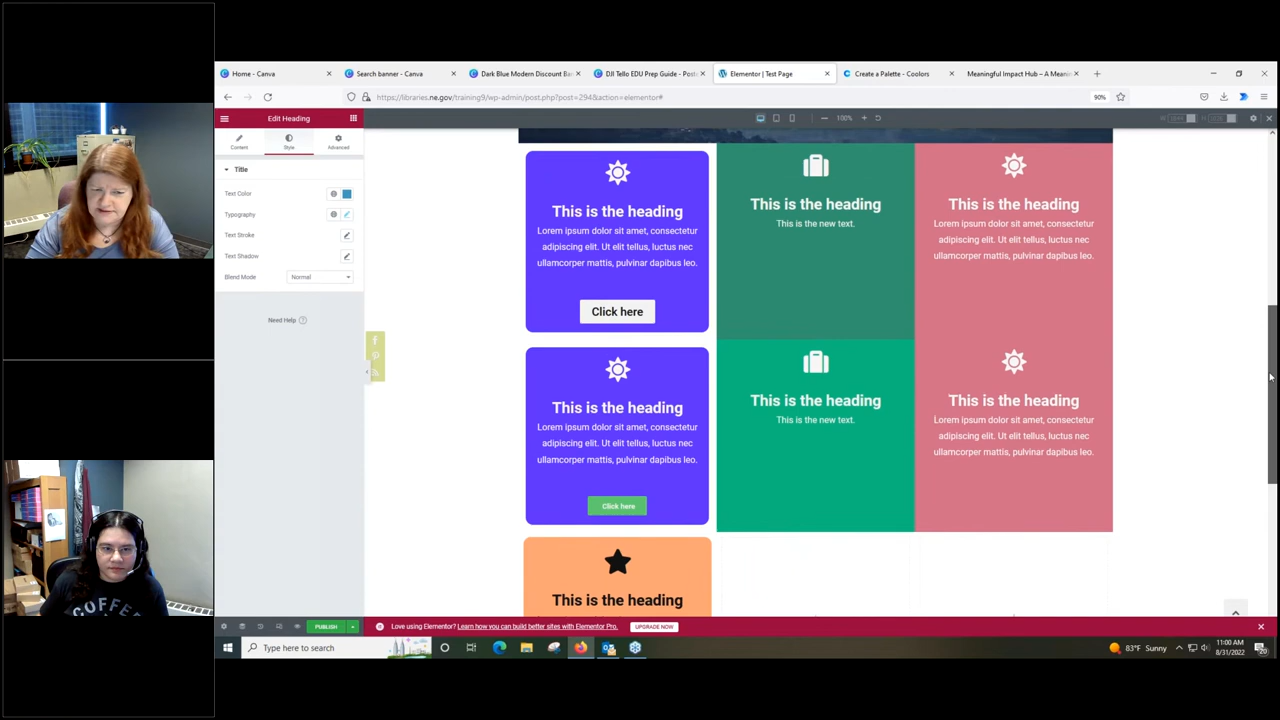 Home - Canva
Search banner - Canva
Dark Blue Modern Discount Ba
DJI Tello EDU Prep Guide - Poste
Elementor | Test Page
Create a Palette - Coolors
Meaningful Impact Hub – A Mean
https://libraries.ne.gov/training9/wp-admin/post.php?post=294&action=elementor#
90%
Edit Heading
100%
Content
Style
Advanced
Title
Text Color
Typography
Text Stroke
Text Shadow
Blend Mode
Normal
Need Help
This is the heading
Lorem ipsum dolor sit amet, consectetur
adipiscing elit. Ut elit tellus, luctus nec
ullamcorper mattis, pulvinar dapibus leo.
Click here
This is the heading
This is the new text.
This is the heading
Lorem ipsum dolor sit amet, consectetur
adipiscing elit. Ut elit tellus, luctus nec
ullamcorper mattis, pulvinar dapibus leo.
This is the heading
Lorem ipsum dolor sit amet, consectetur
adipiscing elit. Ut elit tellus, luctus nec
ullamcorper mattis, pulvinar dapibus leo.
Click here
This is the heading
This is the new text.
This is the heading
Lorem ipsum dolor sit amet, consectetur
adipiscing elit. Ut elit tellus, luctus nec
ullamcorper mattis, pulvinar dapibus leo.
This is the heading
PUBLISH
Love using Elementor? Learn how you can build better sites with Elementor Pro.
UPGRADE NOW
Type here to search
83°F Sunny
11:00 AM
8/31/2022
20
COFFEE